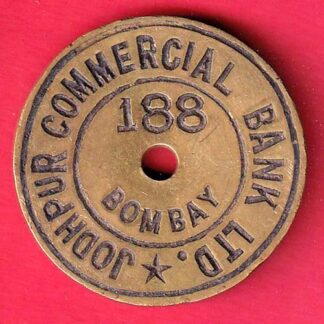 JODHPUR COMMERCIAL BANK LTD.
188
BOMBAY